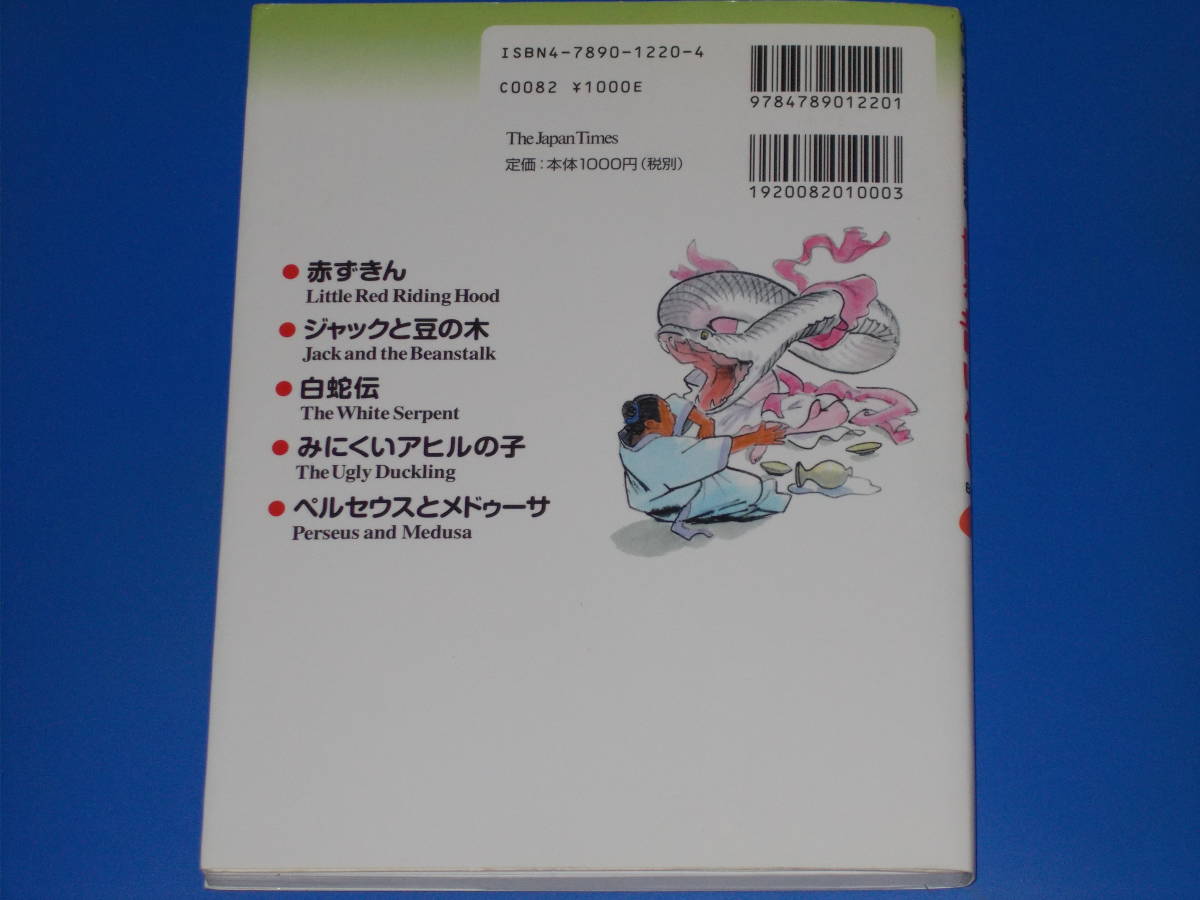 ISBN4-7890-1220-4
C0082 ¥1000E
9784789012201
The Japan Times
定価：本体1000円（税別）
1920082010003
●赤ずきん
Little Red Riding Hood
●ジャックと豆の木
Jack and the Beanstalk
●白蛇伝
The White Serpent
●みにくいアヒルの子
The Ugly Duckling
●ペルセウスとメドゥーサ
Perseus and Medusa